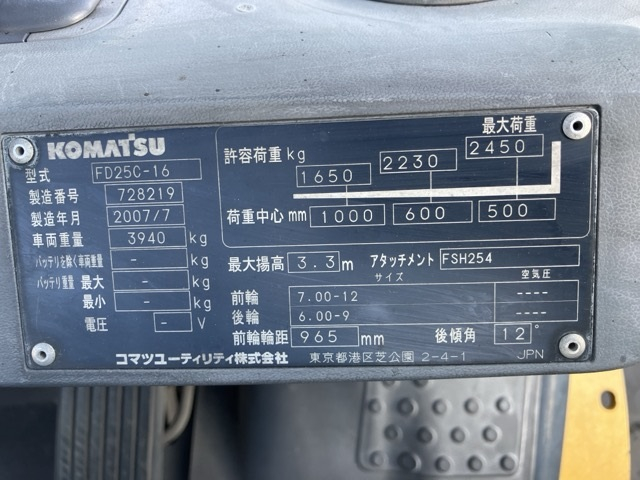 KOMATSU
型式 FD25C-16
製造番号 728219
製造年月 2007/7
車両重量 3940 kg
バッテリを除く車両重量 - kg
バッテリ重量 最大 - kg
最小 - kg
電圧 - V
最大荷重
許容荷重 kg 1650 2230 2450
荷重中心 mm 1000 600 500
最大揚高 3.3 m アタッチメント FSH254
サイズ 空気圧
前輪 7.00-12 ----
後輪 6.00-9 ----
前輪輪距 965 mm 後傾角 12°
コマツユーティリティ株式会社 東京都港区芝公園 2-4-1 JPN